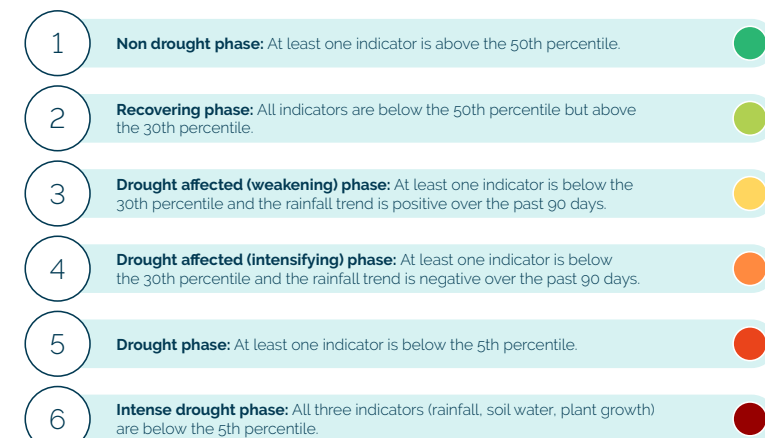 1
Non drought phase: At least one indicator is above the 50th percentile.
2
Recovering phase: All indicators are below the 50th percentile but above
the 30th percentile.
3
Drought affected (weakening) phase: At least one indicator is below the
30th percentile and the rainfall trend is positive over the past 90 days.
4
Drought affected (intensifying) phase: At least one indicator is below
the 30th percentile and the rainfall trend is negative over the past 90 days.
5
Drought phase: At least one indicator is below the 5th percentile.
6
Intense drought phase: All three indicators (rainfall, soil water, plant growth)
are below the 5th percentile.